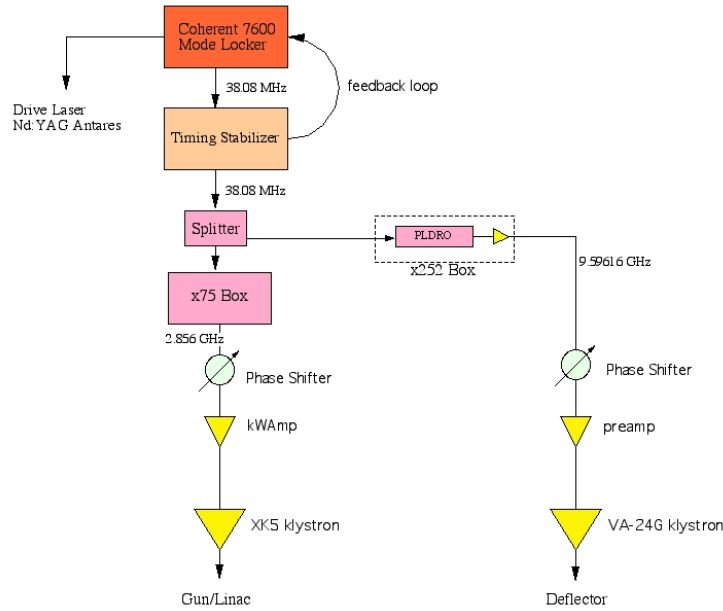 Coherent 7600
Mode Locker
38.08 MHz
feedback loop
Drive Laser
Nd:YAG Antares
Timing Stabilizer
38.08 MHz
Splitter
PLDRO
x252 Box
9.59616 GHz
x75 Box
2.856 GHz
Phase Shifter
Phase Shifter
kWAmp
preamp
XK5 klystron
VA-24G klystron
Gun/Linac
Deflector